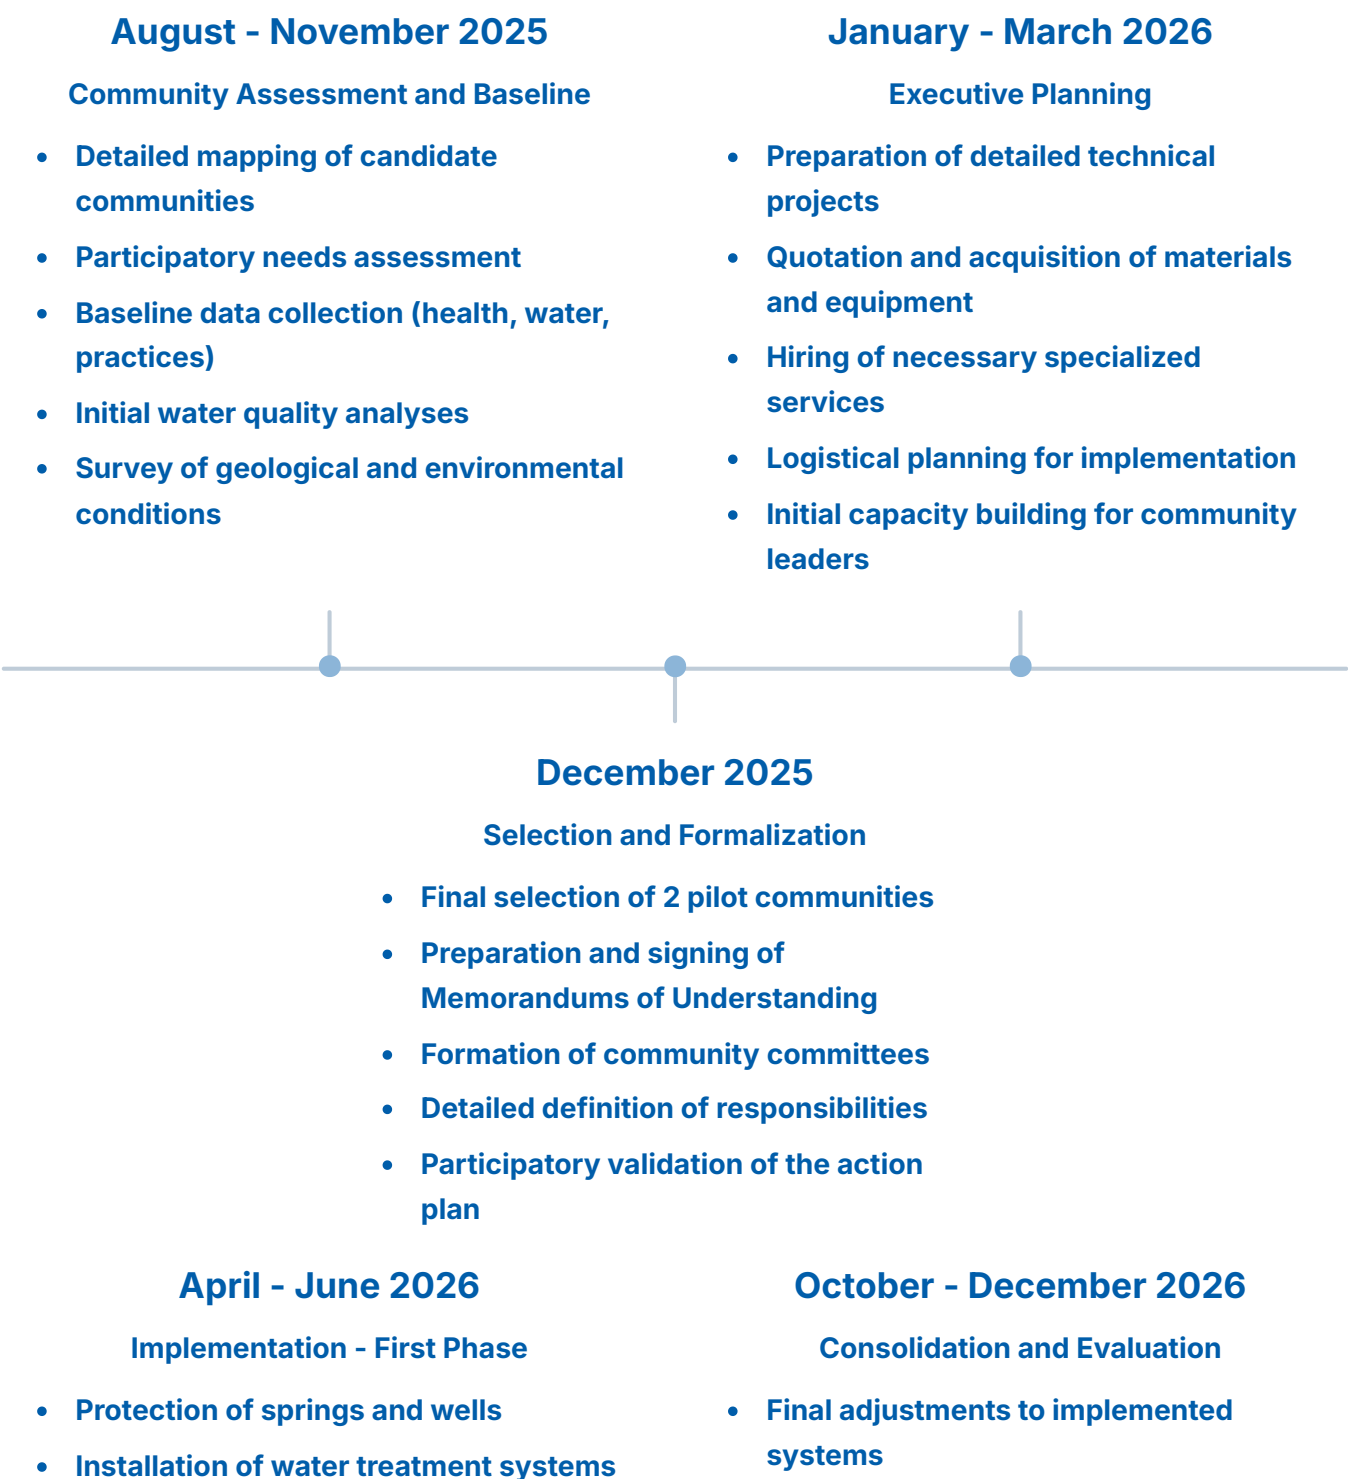 August - November 2025
Community Assessment and Baseline
• Detailed mapping of candidate
communities
• Participatory needs assessment
• Baseline data collection (health, water,
practices)
• Initial water quality analyses
• Survey of geological and environmental
conditions
January - March 2026
Executive Planning
• Preparation of detailed technical
projects
• Quotation and acquisition of materials
and equipment
• Hiring of necessary specialized
services
• Logistical planning for implementation
• Initial capacity building for community
leaders
December 2025
Selection and Formalization
• Final selection of 2 pilot communities
• Preparation and signing of
Memorandums of Understanding
• Formation of community committees
• Detailed definition of responsibilities
• Participatory validation of the action
plan
April - June 2026
Implementation - First Phase
• Protection of springs and wells
• Installation of water treatment systems
October - December 2026
Consolidation and Evaluation
• Final adjustments to implemented
systems